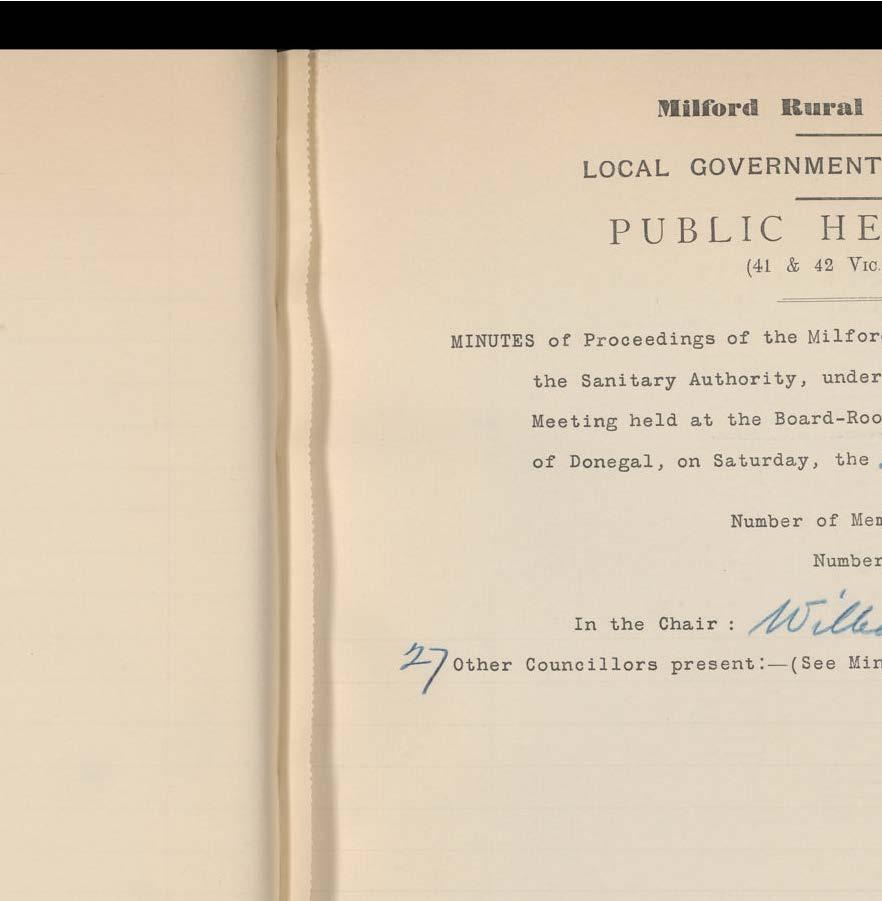 Milford Rural
LOCAL GOVERNMENT
PUBLIC HE
(41 & 42 VIC.
MINUTES of Proceedings of the Milfor
the Sanitary Authority, under
Meeting held at the Board-Roo
of Donegal, on Saturday, the
Number of Mem
Number
In the Chair :
27 Other Councillors present:—(See Min